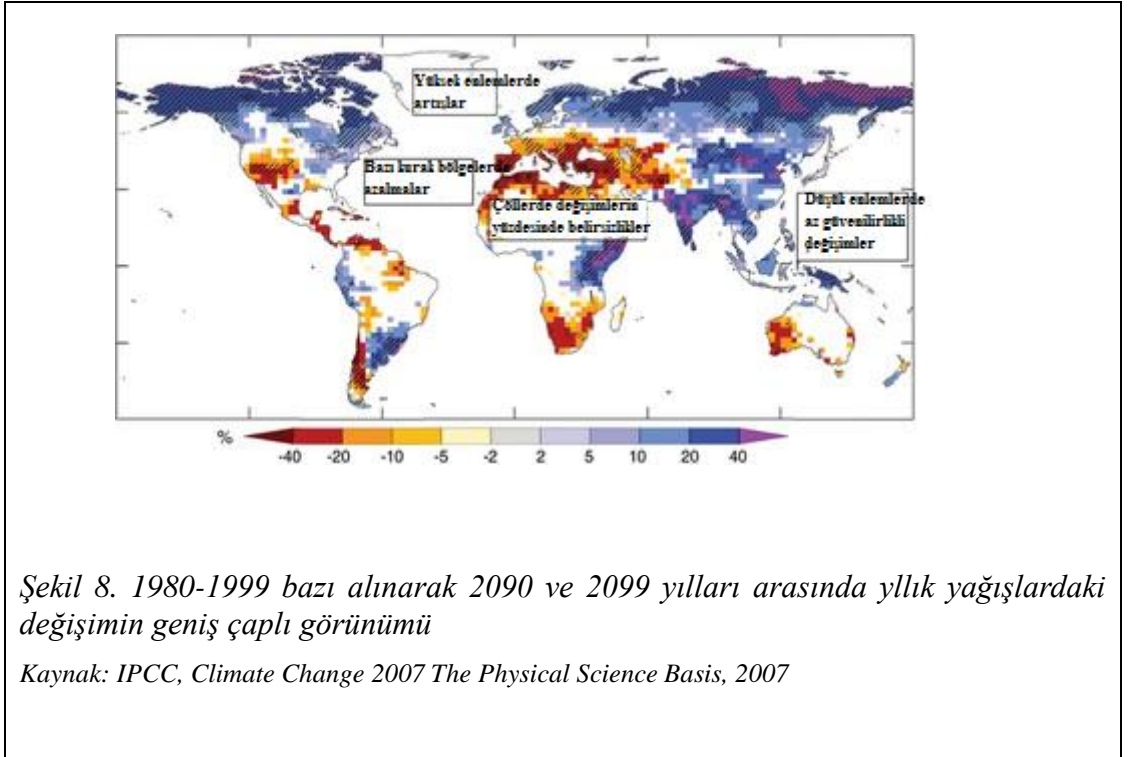 Yüksek enlemlerde
artışlar
Bazı kurak bölgelerde
azalmalar
Çöllerde değişimlerin
yüzdesinde belirsizlikler
Düşük enlemlerde
az güvenilirlikli
değişimler
%
-40 -20 -10 -5 -2 2 5 10 20 40
Şekil 8. 1980-1999 bazı alınarak 2090 ve 2099 yılları arasında yllık yağışlardaki
değişimin geniş çaplı görünümü
Kaynak: IPCC, Climate Change 2007 The Physical Science Basis, 2007